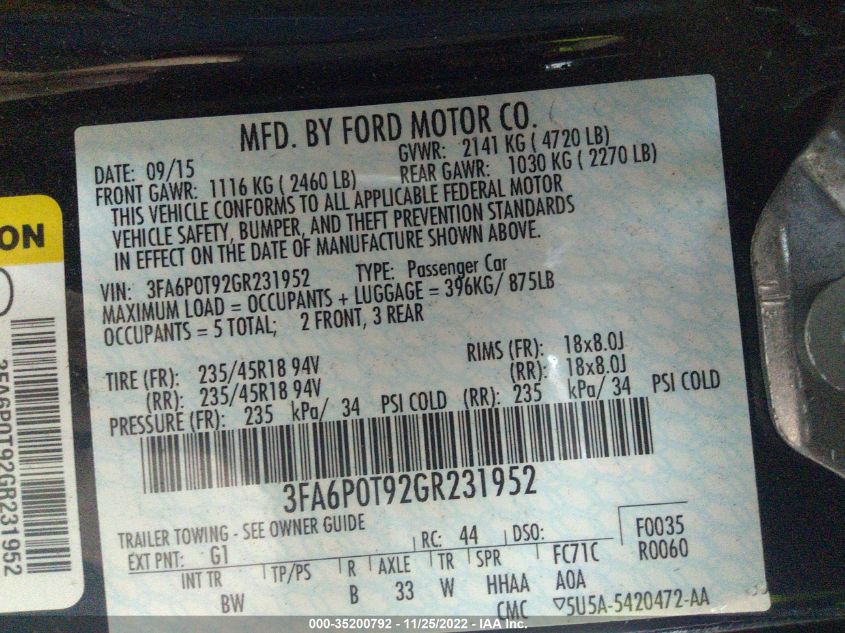 MFD. BY FORD MOTOR CO.
DATE: 09/15 GVWR: 2141 KG ( 4720 LB)
FRONT GAWR: 1116 KG ( 2460 LB) REAR GAWR: 1030 KG ( 2270 LB)
THIS VEHICLE CONFORMS TO ALL APPLICABLE FEDERAL MOTOR
VEHICLE SAFETY, BUMPER, AND THEFT PREVENTION STANDARDS
IN EFFECT ON THE DATE OF MANUFACTURE SHOWN ABOVE.
VIN: 3FA6P0T92GR231952 TYPE: Passenger Car
MAXIMUM LOAD = OCCUPANTS + LUGGAGE = 396KG/ 875LB
OCCUPANTS = 5 TOTAL; 2 FRONT, 3 REAR
TIRE (FR): 235/45R18 94V RIMS (FR): 18x8.0J
(RR): 235/45R18 94V (RR): 18x8.0J
PRESSURE (FR): 235 kPa/ 34 PSI COLD (RR): 235 kPa/ 34 PSI COLD
3FA6P0T92GR231952
TRAILER TOWING - SEE OWNER GUIDE
EXT PNT: G1 RC: 44 DSO: F0035
R0060
INT TR TP/PS R AXLE TR SPR FC71C
BW B 33 W HHAA A0A
CMC ▽5U5A-5420472-AA
ON
3FA6P0T92GR231952
000-35200792 - 11/25/2022 - IAA Inc.